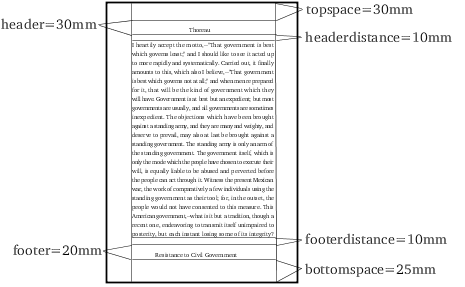 topspace=30mm
header=30mm
Thoreau
headerdistance=10mm
I heartily accept the motto,--"That government is best
which governs least;" and I should like to see it acted up
to more rapidly and systematically. Carried out, it finally
amounts to this, which also I believe,--"That government
is best which governs not at all;" and when men are prepared
for it, that will be the kind of government which they
will have. Government is at best but an expedient; but most
governments are usually, and all governments are sometimes
inexpedient. The objections which have been brought
against a standing army, and they are many and weighty, and
deserve to prevail, may also at last be brought against a
standing government. The standing army is only an arm of
the standing government. The government itself, which is
only the mode which the people have chosen to execute their
will, is equally liable to be abused and perverted before
the people can act through it. Witness the present Mexican
war, the work of comparatively a few individuals using the
standing government as their tool; for, in the outset, the
people would not have consented to this measure. This
American government,--what is it but a tradition, though a
recent one, endeavoring to transmit itself unimpaired to
posterity, but each instant losing some of its integrity?
footerdistance=10mm
footer=20mm
Resistance to Civil Government
bottomspace=25mm